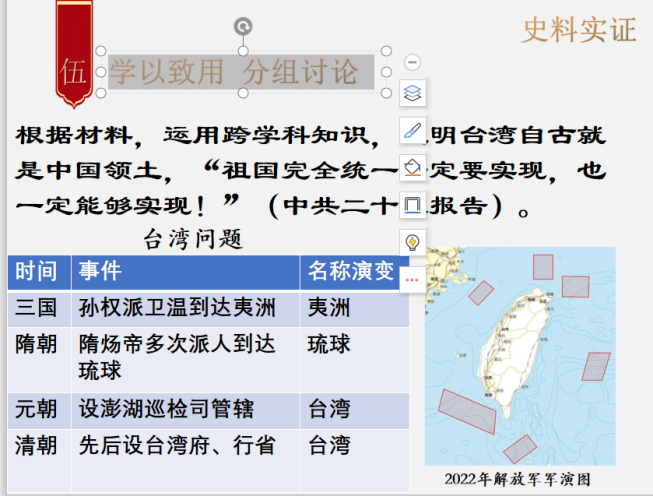 史料实证
伍
学以致用 分组讨论
根据材料，运用跨学科知识，明台湾自古就
是中国领土，“祖国完全统一定要实现，也
一定能够实现！”（中共二十报告）。
台湾问题
时间 事件 名称演变
三国 孙权派卫温到达夷洲 夷洲
隋朝 隋炀帝多次派人到达 琉球
琉球
元朝 设澎湖巡检司管辖 台湾
清朝 先后设台湾府、行省 台湾
2022年解放军军演图